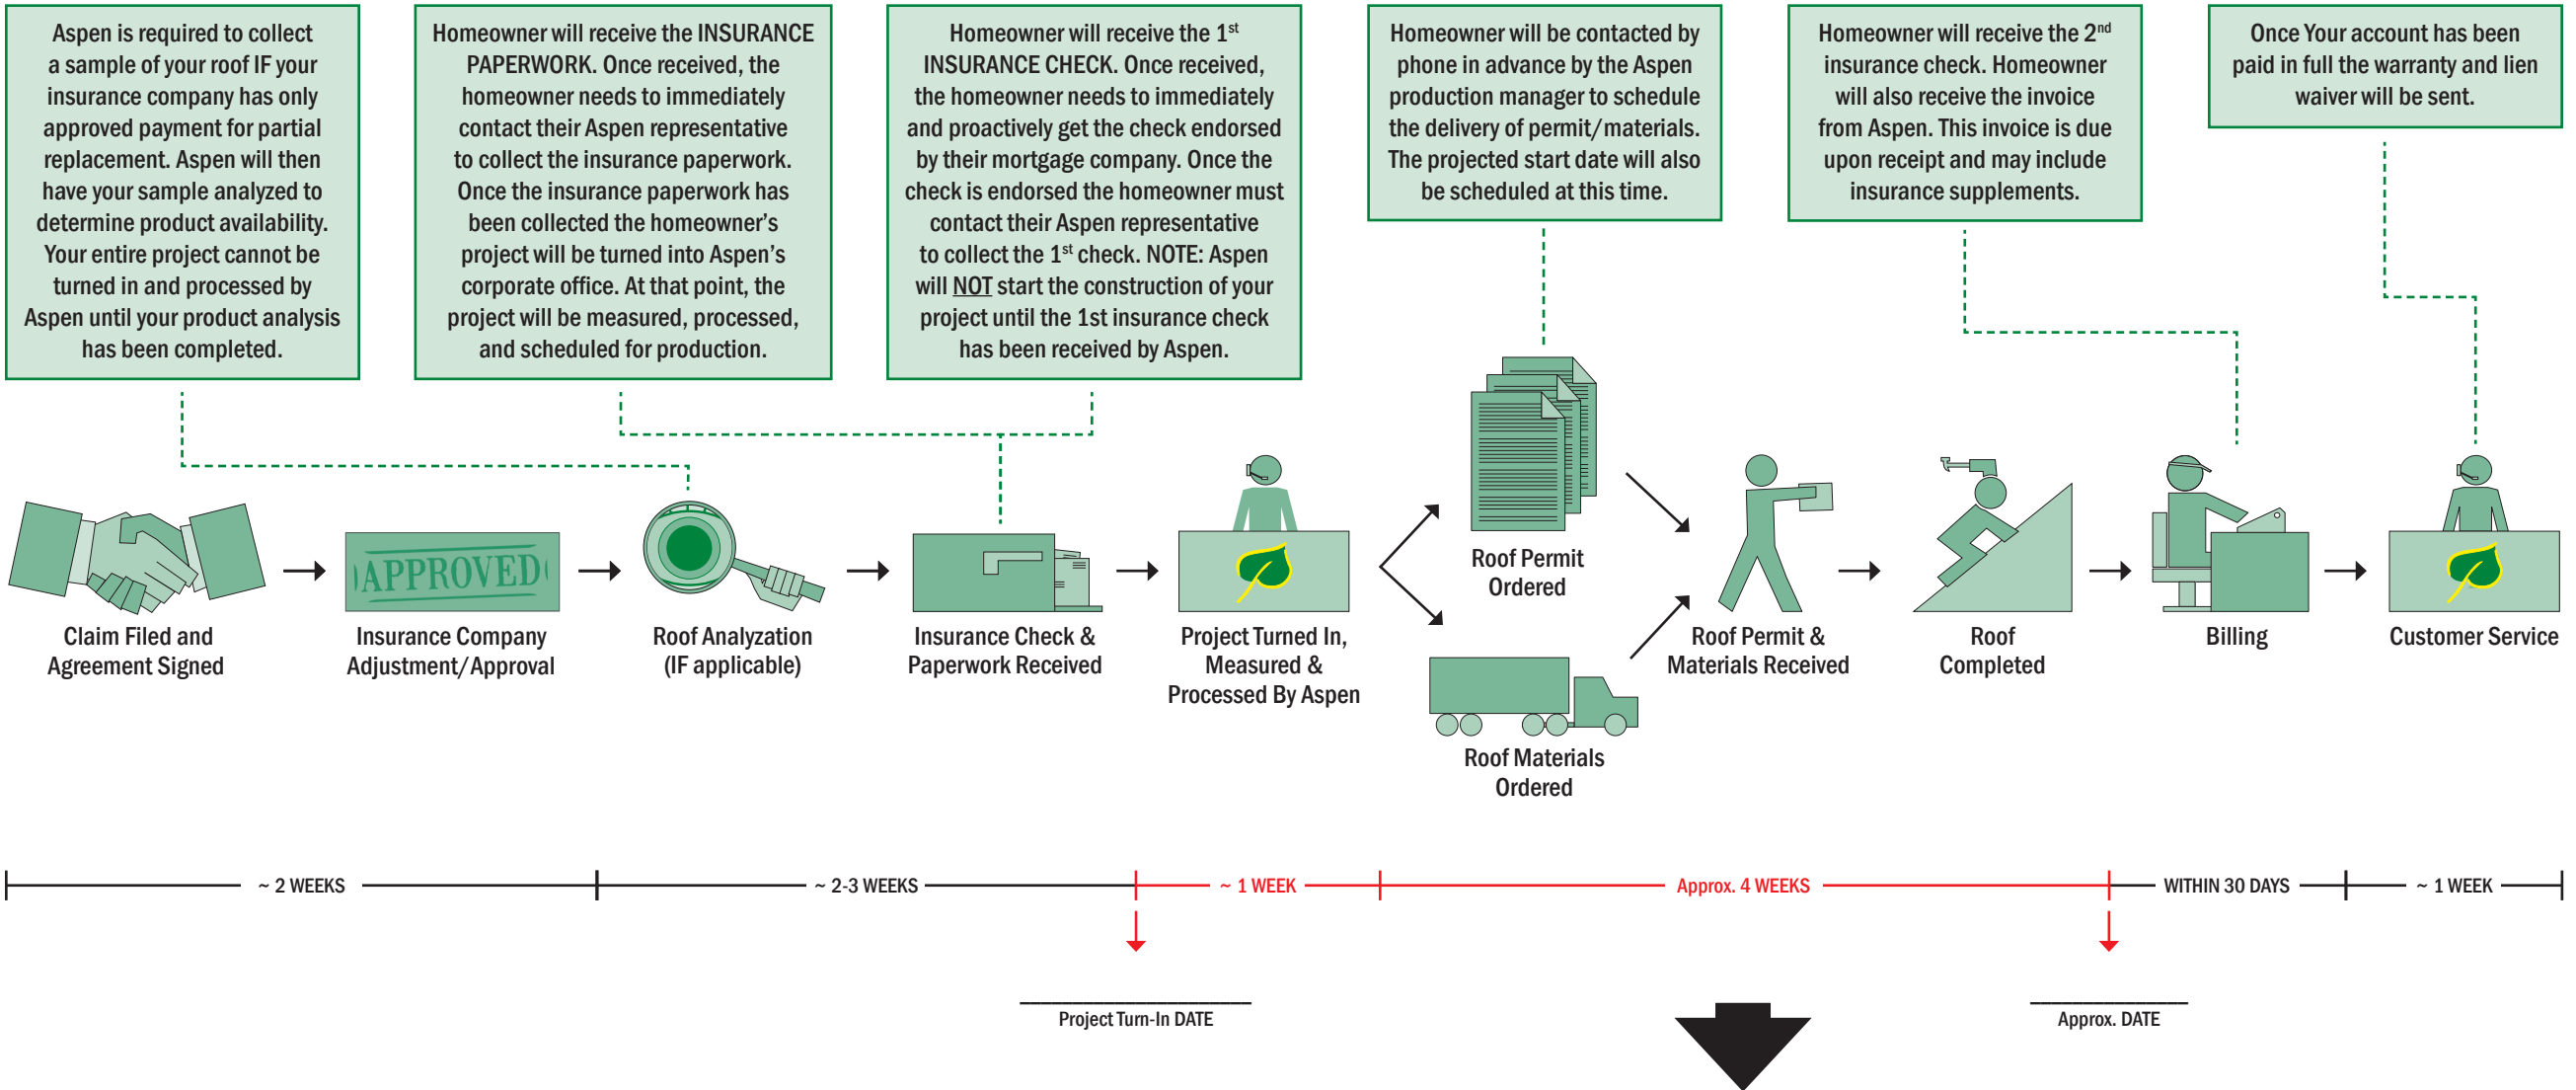 Aspen is required to collect
a sample of your roof IF your
insurance company has only
approved payment for partial
replacement. Aspen will then
have your sample analyzed to
determine product availability.
Your entire project cannot be
turned in and processed by
Aspen until your product analysis
has been completed.
Homeowner will receive the INSURANCE
PAPERWORK. Once received, the
homeowner needs to immediately
contact their Aspen representative
to collect the insurance paperwork.
Once the insurance paperwork has
been collected the homeowner's
project will be turned into Aspen's
corporate office. At that point, the
project will be measured, processed,
and scheduled for production.
Homeowner will receive the 1st
INSURANCE CHECK. Once received,
the homeowner needs to immediately
and proactively get the check endorsed
by their mortgage company. Once the
check is endorsed the homeowner must
contact their Aspen representative
to collect the 1st check. NOTE: Aspen
will NOT start the construction of your
project until the 1st insurance check
has been received by Aspen.
Homeowner will be contacted by
phone in advance by the Aspen
production manager to schedule
the delivery of permit/materials.
The projected start date will also
be scheduled at this time.
Homeowner will receive the 2nd
insurance check. Homeowner
will also receive the invoice
from Aspen. This invoice is due
upon receipt and may include
insurance supplements.
Once Your account has been
paid in full the warranty and lien
waiver will be sent.
Claim Filed and
Agreement Signed
APPROVED
Insurance Company
Adjustment/Approval
Roof Analyzation
(IF applicable)
Insurance Check &
Paperwork Received
Project Turned In,
Measured &
Processed By Aspen
Roof Permit
Ordered
Roof Materials
Ordered
Roof Permit &
Materials Received
Roof
Completed
Billing
Customer Service
~ 2 WEEKS
~ 2-3 WEEKS
~ 1 WEEK
Approx. 4 WEEKS
WITHIN 30 DAYS
~ 1 WEEK
Project Turn-In DATE
Approx. DATE